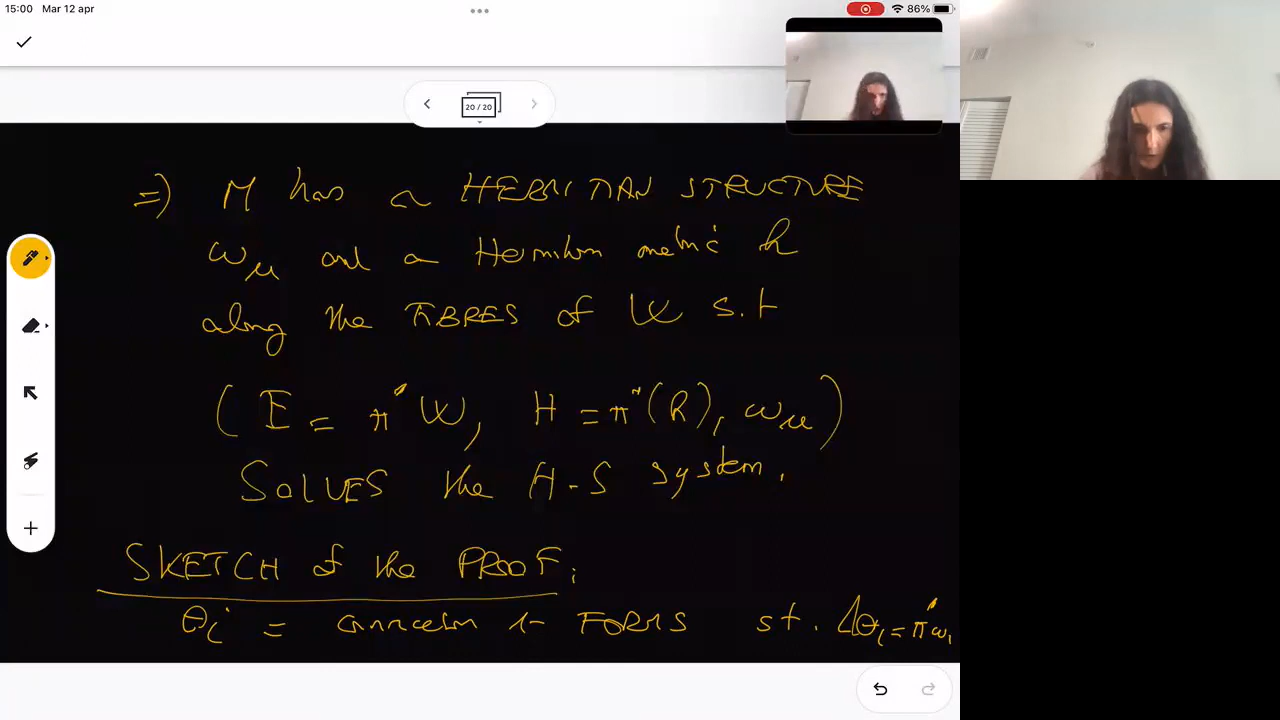 15:00 Mar 12 apr
86%
20 / 20
=> M has a HERMITIAN STRUCTURE
ω_u and a Hermitian metric h
along the FIBRES of W s.t
(E = π*W, H = π*(h), ω_u)
SOLVES the H-S system.
SKETCH of the PROOF:
θ_i = connection 1- FORMS st. dθ_i = π*ω_i